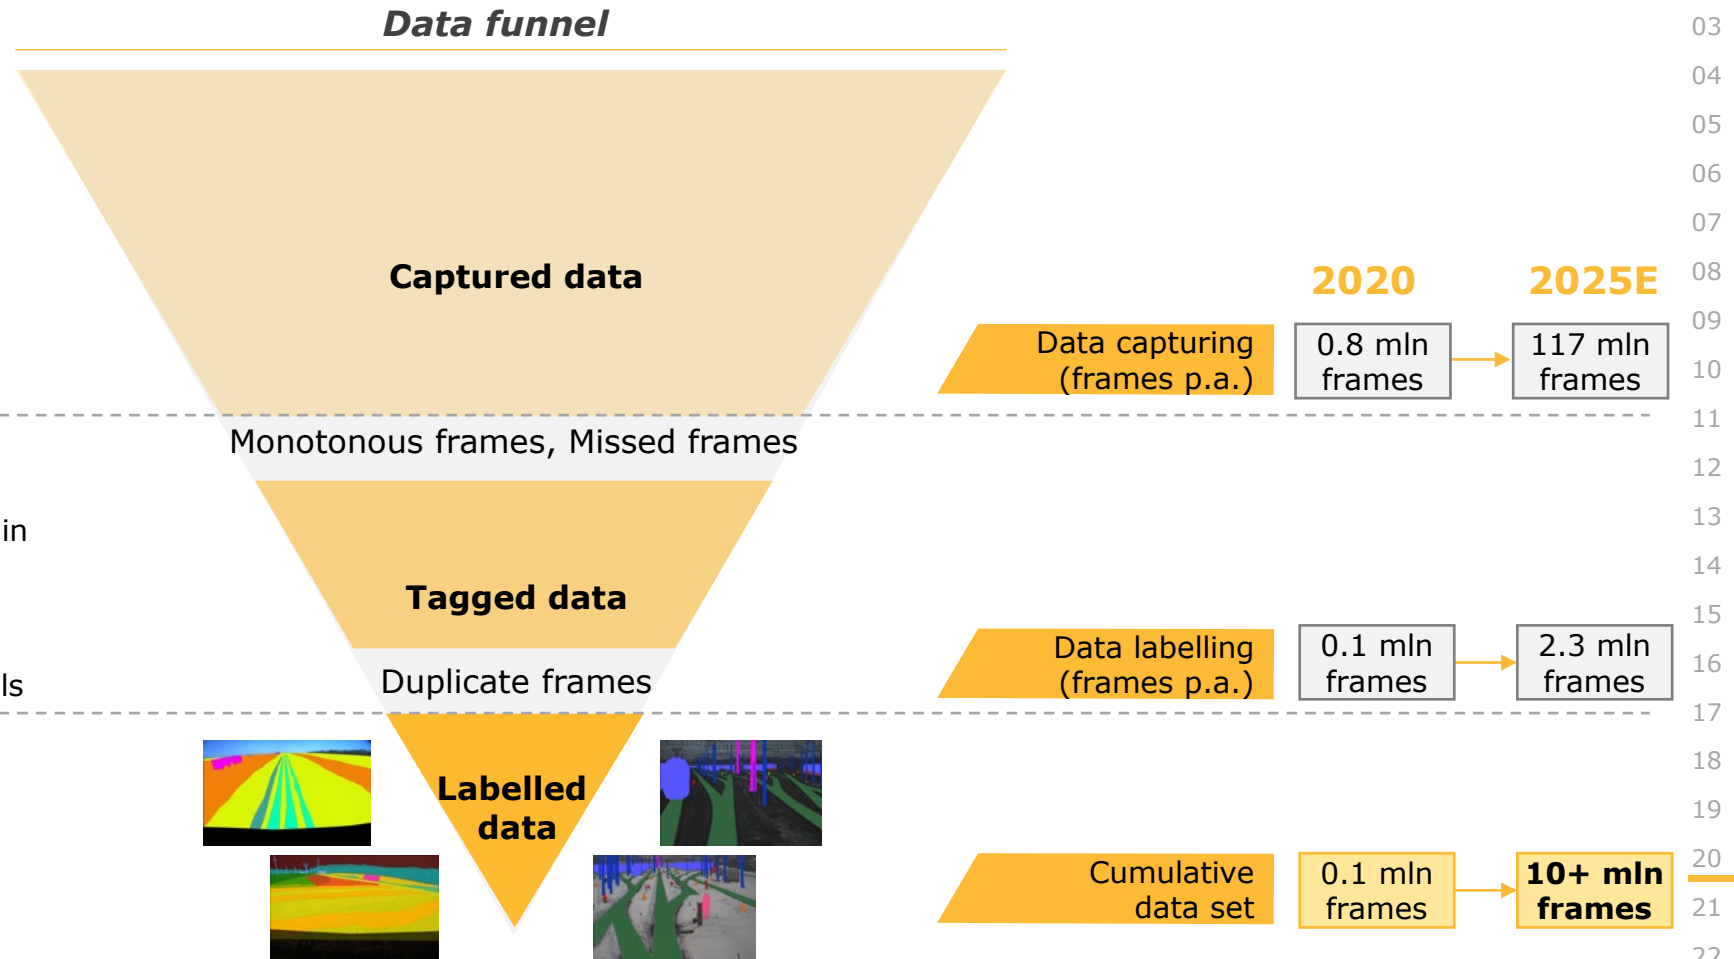 Data funnel
Captured data
2020
2025E
Data capturing
(frames p.a.)
0.8 mln
frames
117 mln
frames
Monotonous frames, Missed frames
in
Tagged data
ls
Duplicate frames
Data labelling
(frames p.a.)
0.1 mln
frames
2.3 mln
frames
Labelled
data
Cumulative
data set
0.1 mln
frames
10+ mln
frames
03
04
05
06
07
08
09
10
11
12
13
14
15
16
17
18
19
20
21
22